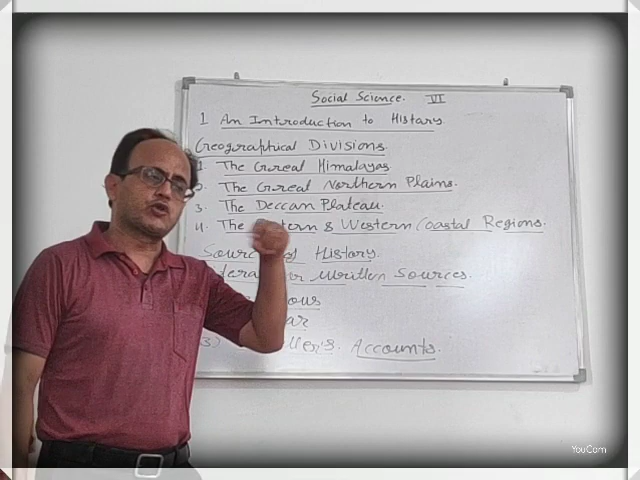 Social Science. VI
1 An Introduction to History.
Geographical Divisions
1. The Great Himalayas
2. The Great Northern Plains.
3. The Deccan Plateau.
4. The & Western Coastal Regions.
of History.
Written Sources.
3) Accounts.
YouCam